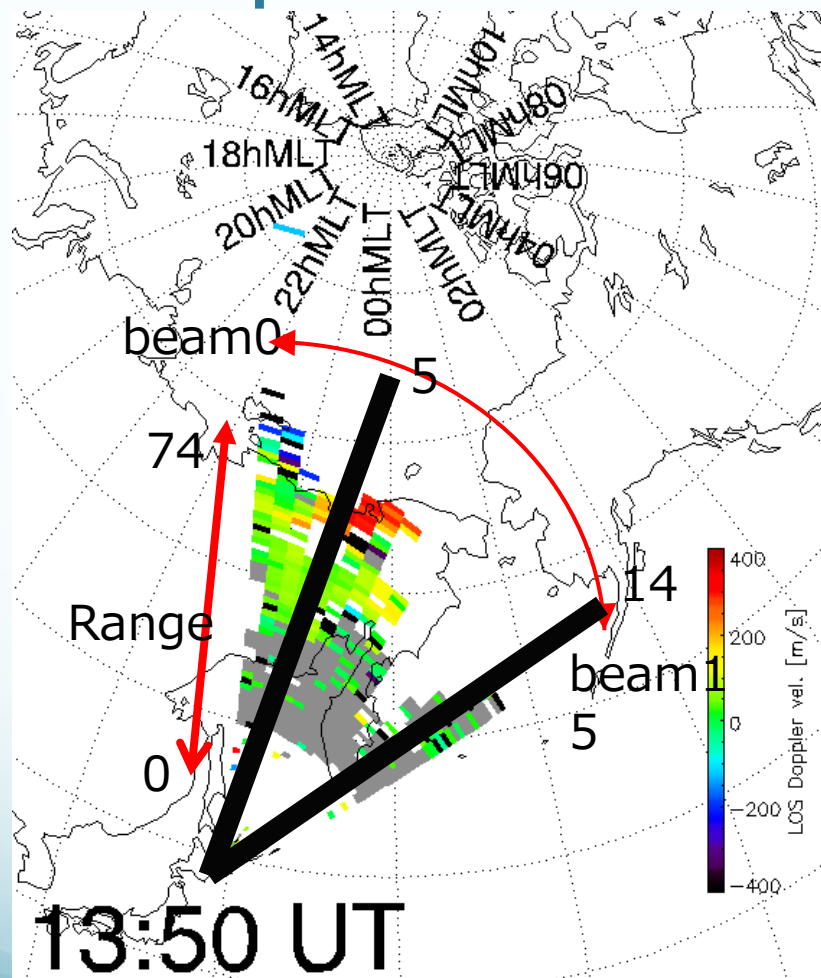 14hMLT
10hMLT
16hMLT
08hMLT
18hMLT
06hMLT
20hMLT
04hMLT
22hMLT
00hMLT
02hMLT
beam0
5
74
Range
0
14
beam1
5
400
200
0
−200
−400
LOS Doppler vel. [m/s]
13:50 UT